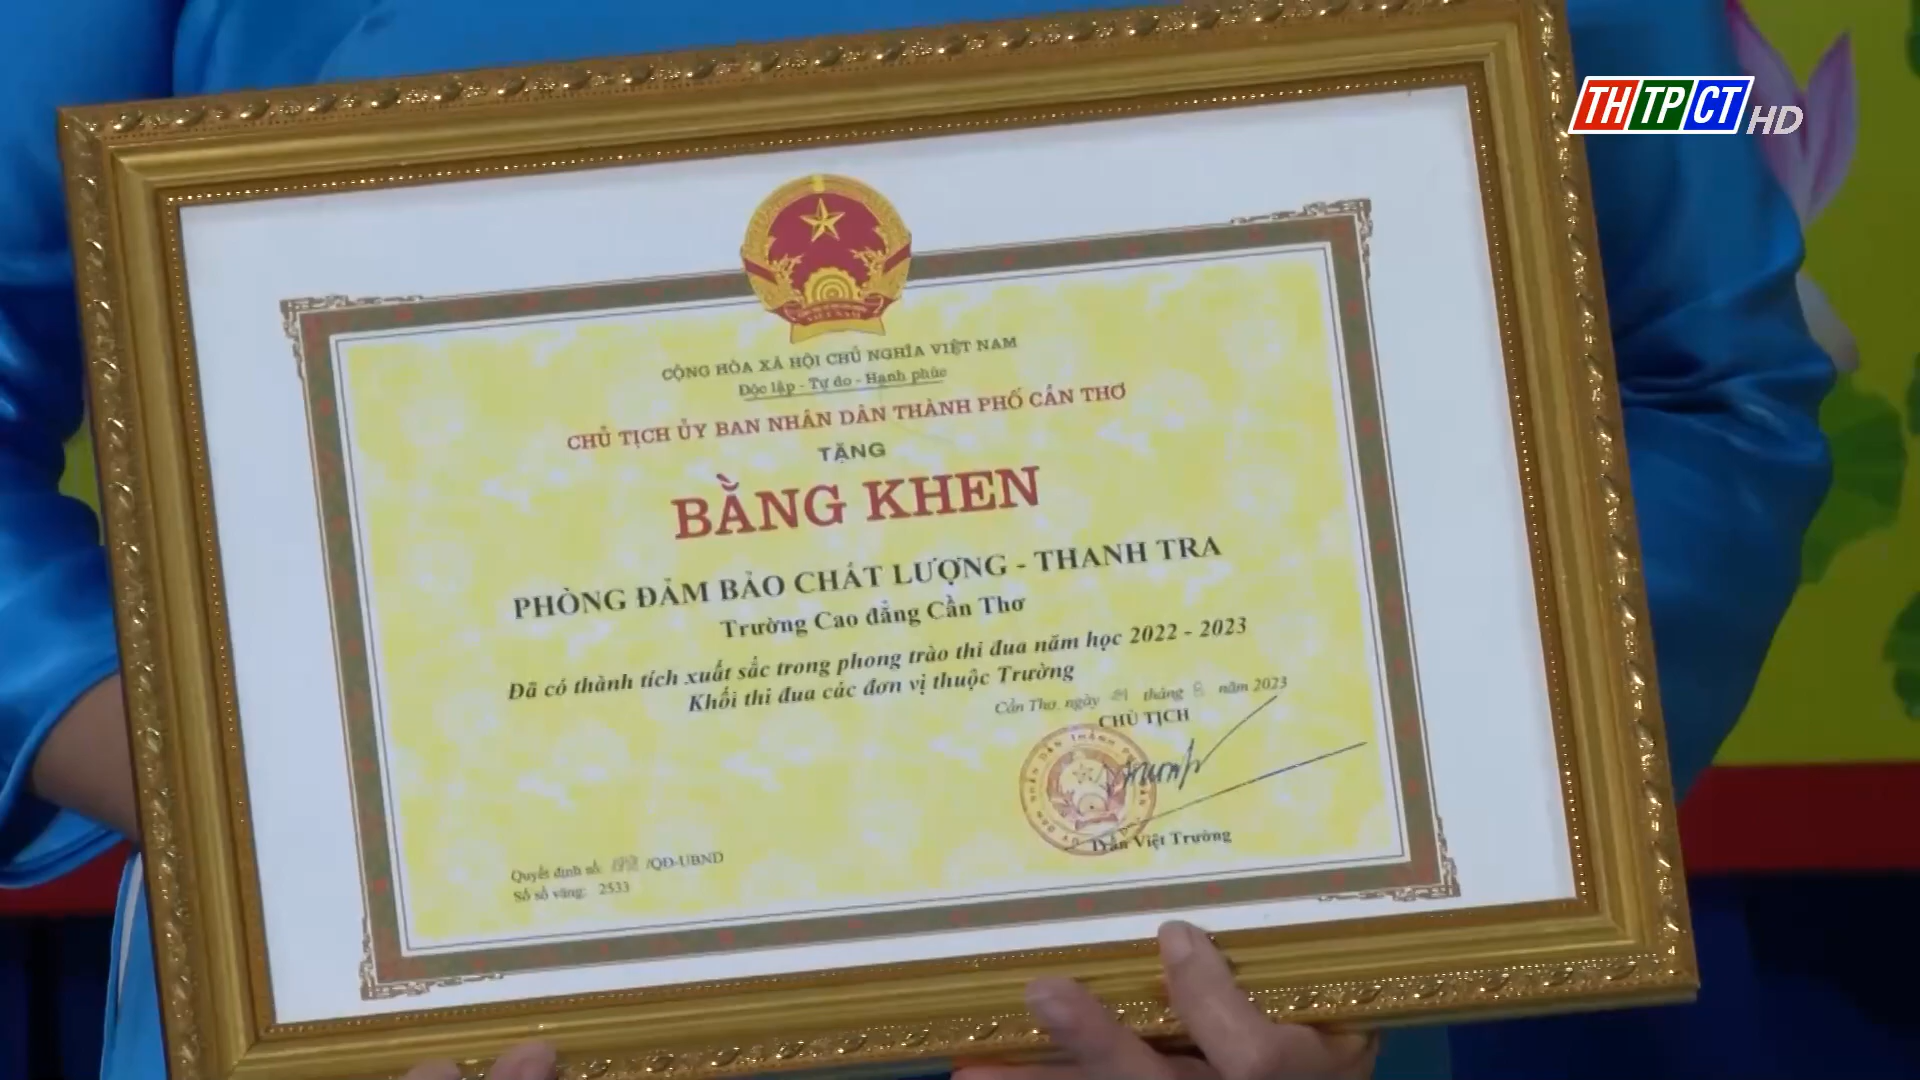 THTPCT HD
CỘNG HÒA XÃ HỘI CHỦ NGHĨA VIỆT NAM
Độc lập - Tự do - Hạnh phúc
CHỦ TỊCH ỦY BAN NHÂN DÂN THÀNH PHỐ CẦN THƠ
TẶNG
BẰNG KHEN
PHÒNG ĐẢM BẢO CHẤT LƯỢNG - THANH TRA
Trường Cao đẳng Cần Thơ
Đã có thành tích xuất sắc trong phong trào thi đua năm học 2022 - 2023
Khối thi đua các đơn vị thuộc Trường
Cần Thơ, ngày tháng 8 năm 2023
CHỦ TỊCH
Trần Việt Trường
Quyết định số: /QĐ-UBND
Số sổ vàng: 2533